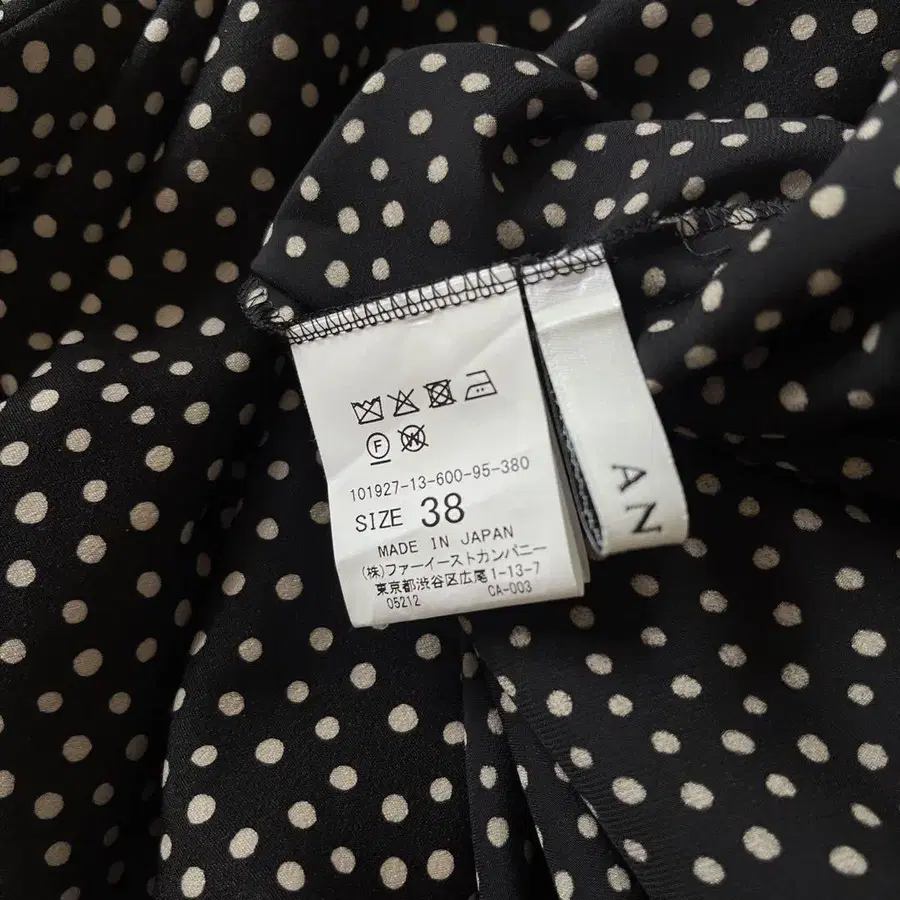 F
W
101927-13-600-95-380
SIZE 38
MADE IN JAPAN
(株)ファーイーストカンパニー
東京都渋谷区広尾1-13-7
05212 CA-003
AN